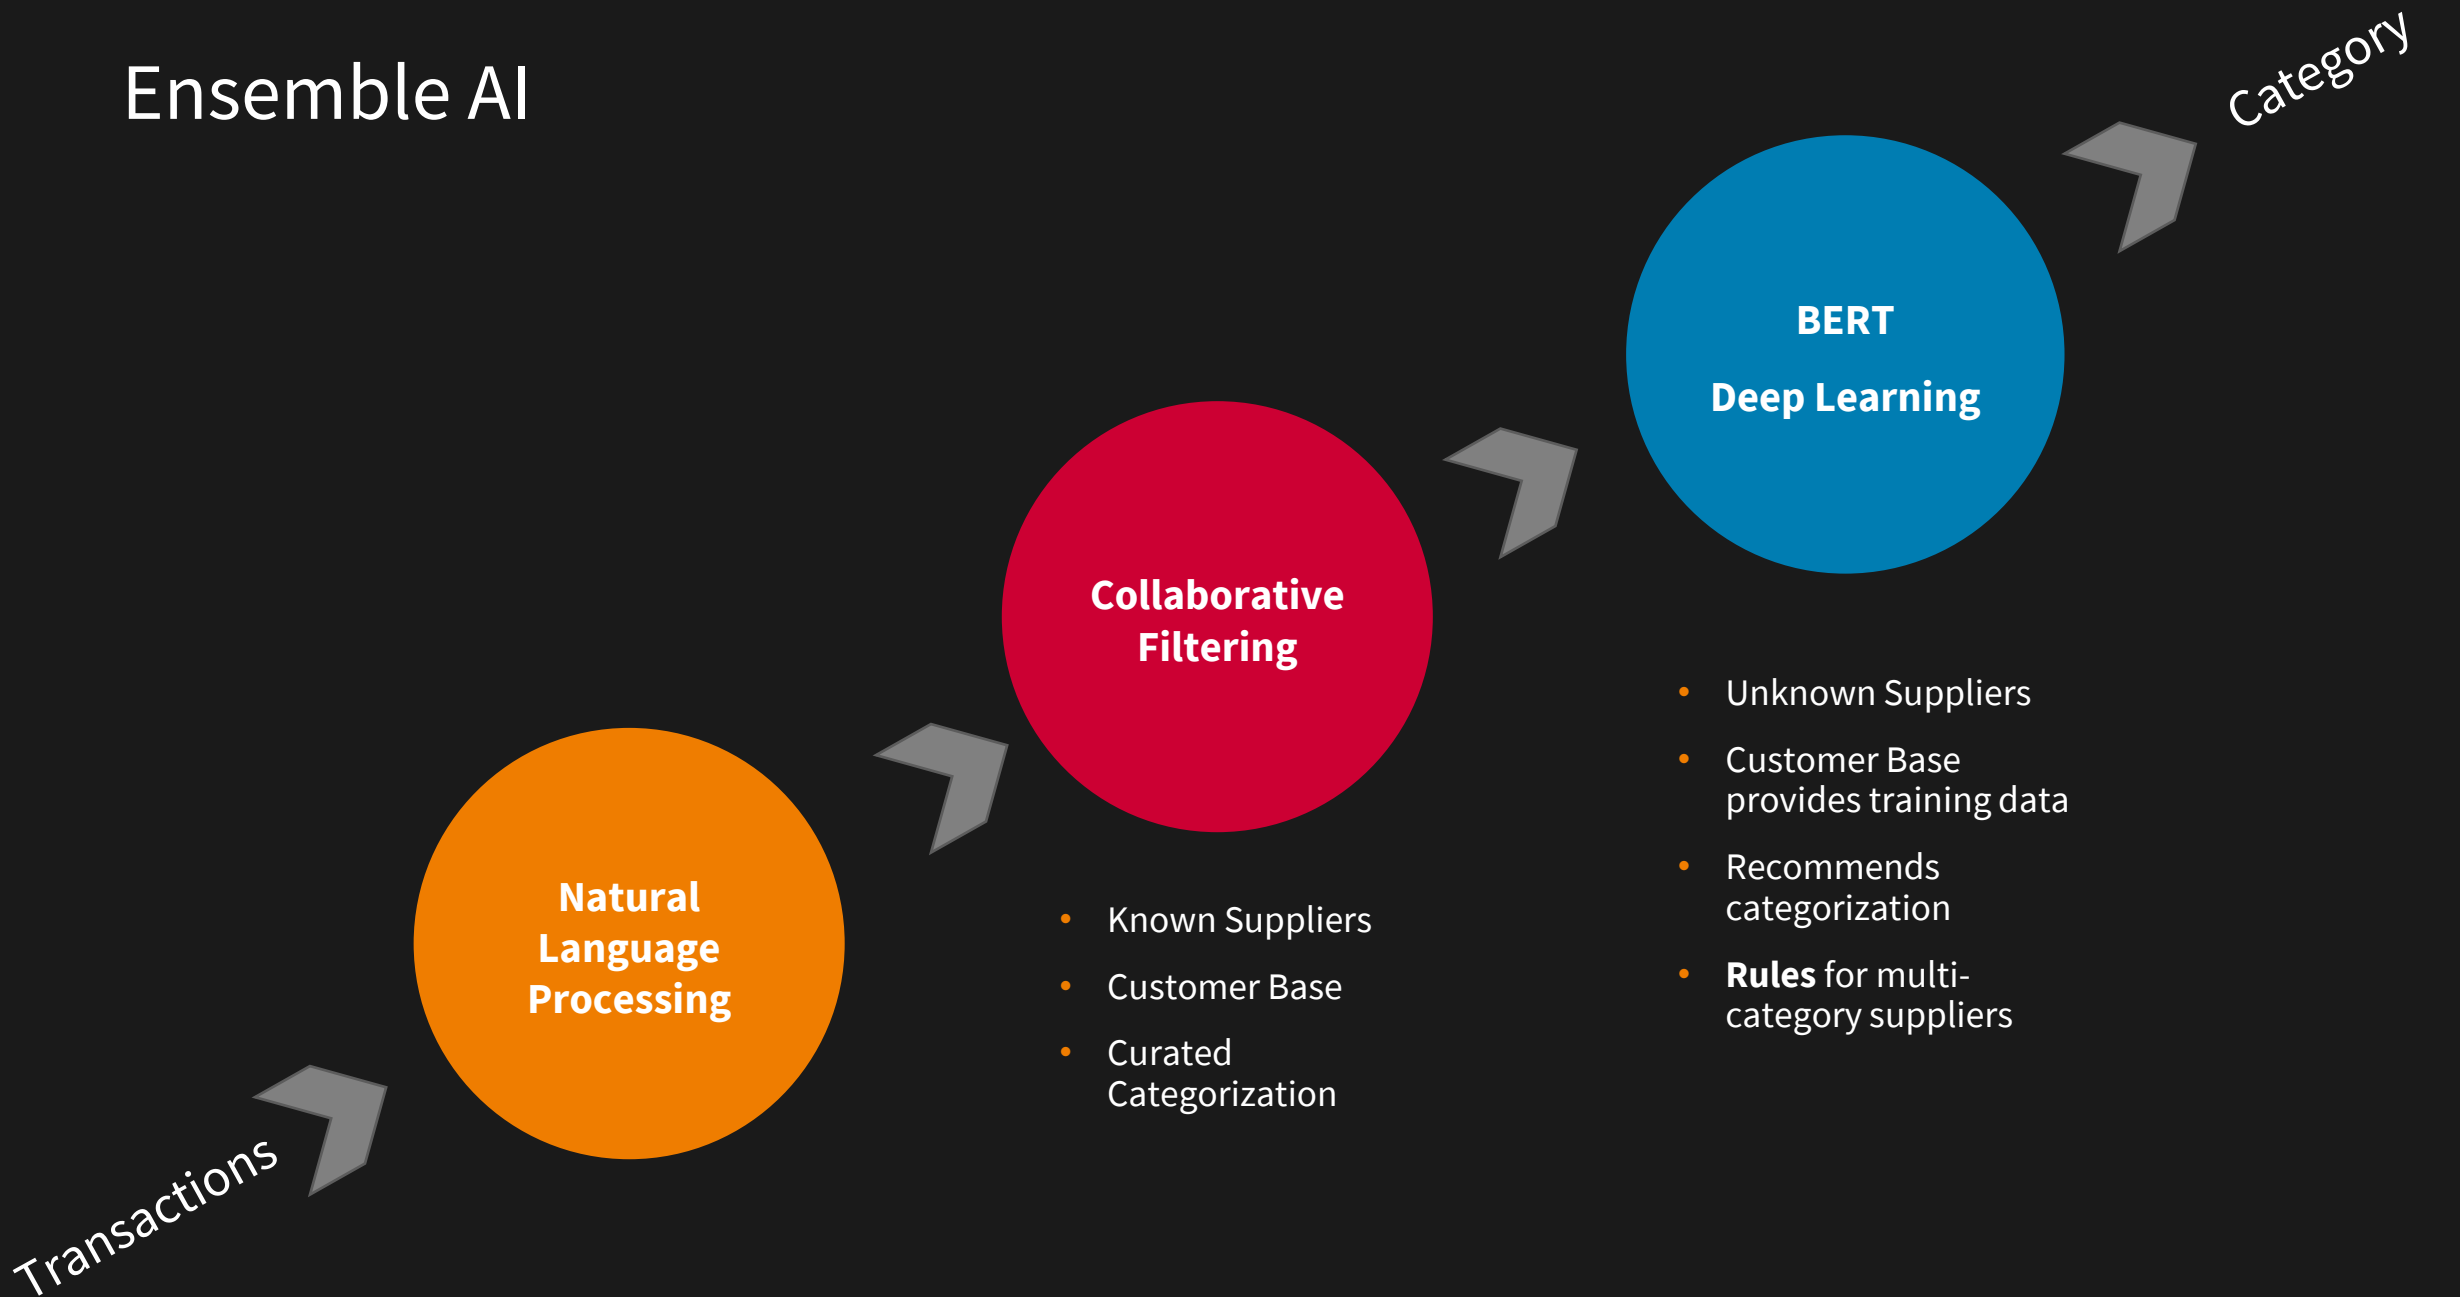 Ensemble AI
Transactions
Natural
Language
Processing
Collaborative
Filtering
• Known Suppliers
• Customer Base
• Curated
Categorization
BERT
Deep Learning
• Unknown Suppliers
• Customer Base
provides training data
• Recommends
categorization
• Rules for multi-
category suppliers
Category